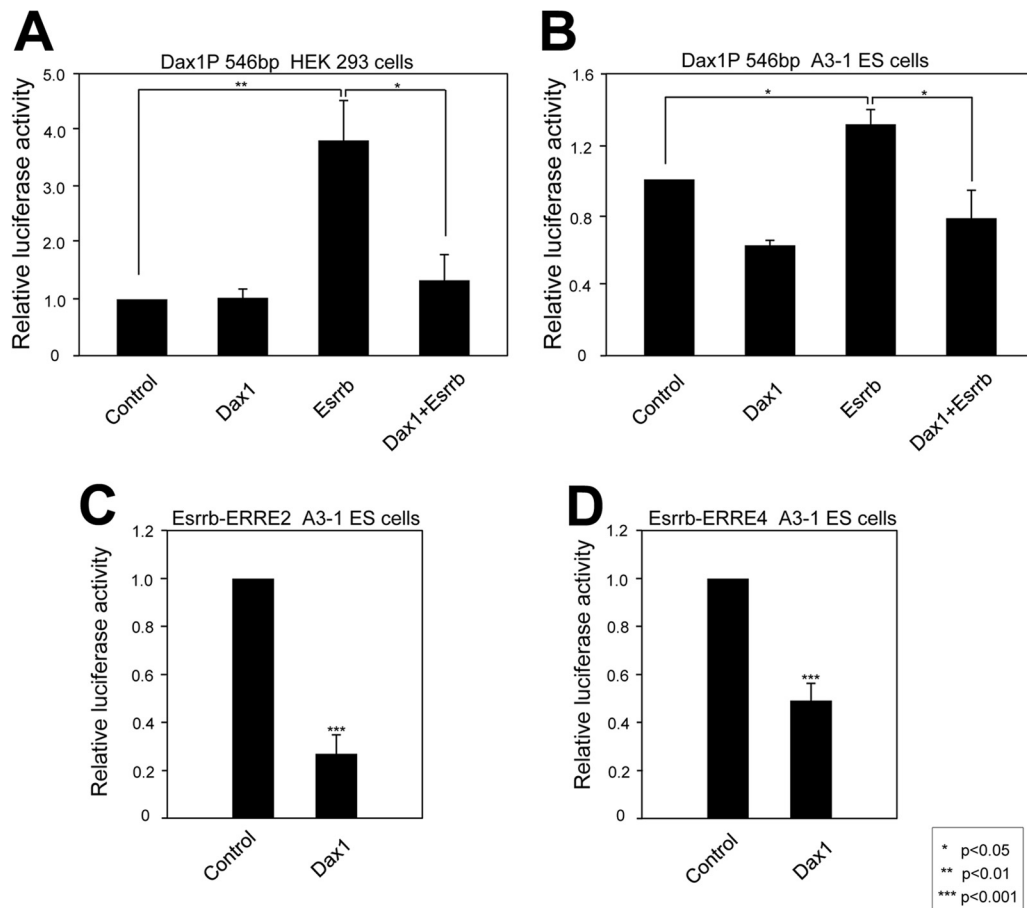 A
Dax1P 546bp HEK 293 cells
Relative luciferase activity
5.0
4.0
3.0
2.0
1.0
0
**
*
Control
Dax1
Esrrb
Dax1+Esrrb
B
Dax1P 546bp A3-1 ES cells
Relative luciferase activity
1.6
1.2
0.8
0.4
0
*
*
Control
Dax1
Esrrb
Dax1+Esrrb
C
Esrrb-ERRE2 A3-1 ES cells
Relative luciferase activity
1.2
1.0
0.8
0.6
0.4
0.2
0
***
Control
Dax1
D
Esrrb-ERRE4 A3-1 ES cells
Relative luciferase activity
1.2
1.0
0.8
0.6
0.4
0.2
0
***
Control
Dax1
* p<0.05
** p<0.01
*** p<0.001